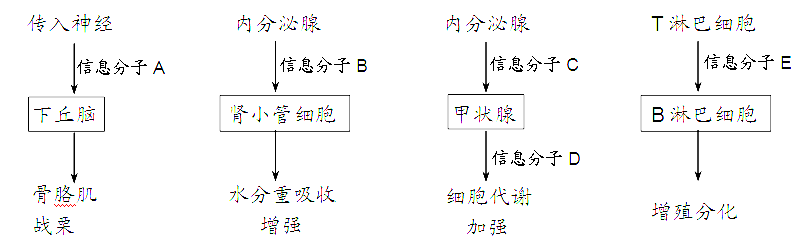 传入神经
内分泌腺
内分泌腺
T 淋巴细胞
信息分子 A
信息分子 B
信息分子 C
信息分子 E
下丘脑
肾小管细胞
甲状腺
B 淋巴细胞
信息分子 D
骨胳肌
战栗
水分重吸收
增强
细胞代谢
加强
增殖分化